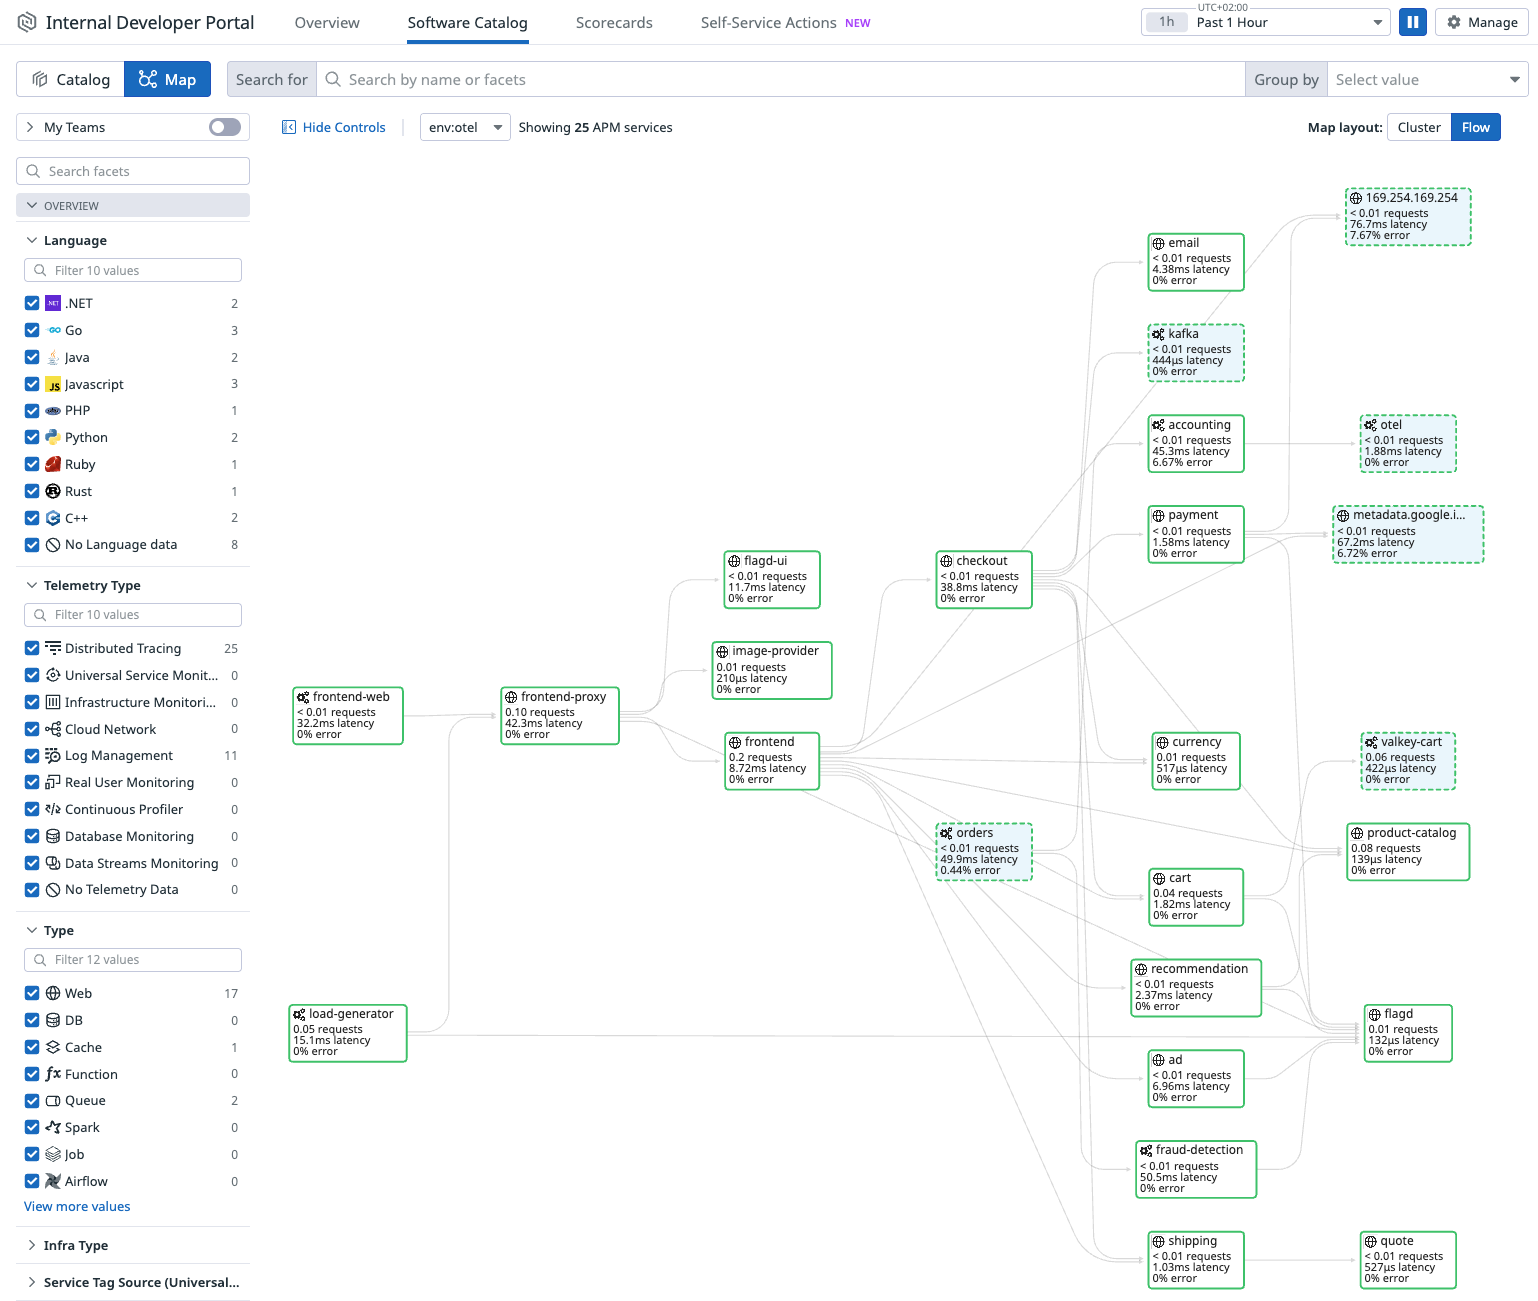 Internal Developer Portal
Overview
Software Catalog
Scorecards
Self-Service Actions NEW
UTC+02:00
1h Past 1 Hour
Manage
Catalog
Map
Search for
Search by name or facets
Group by
Select value
My Teams
Hide Controls
env:otel
Showing 25 APM services
Map layout:
Cluster
Flow
Search facets
OVERVIEW
Language
Filter 10 values
.NET 2
Go 3
Java 2
Javascript 3
PHP 1
Python 2
Ruby 1
Rust 1
C++ 2
No Language data 8
Telemetry Type
Filter 10 values
Distributed Tracing 25
Universal Service Monit... 0
Infrastructure Monitori... 0
Cloud Network 0
Log Management 11
Real User Monitoring 0
Continuous Profiler 0
Database Monitoring 0
Data Streams Monitoring 0
No Telemetry Data 0
Type
Filter 12 values
Web 17
DB 0
Cache 1
Function 0
Queue 2
Spark 0
Job 0
Airflow 0
View more values
Infra Type
Service Tag Source (Universal...
frontend-web
< 0.01 requests
32.2ms latency
0% error
load-generator
0.05 requests
15.1ms latency
0% error
frontend-proxy
0.10 requests
42.3ms latency
0% error
flagd-ui
< 0.01 requests
11.7ms latency
0% error
image-provider
0.01 requests
210µs latency
0% error
frontend
0.2 requests
8.72ms latency
0% error
checkout
< 0.01 requests
38.8ms latency
0% error
orders
< 0.01 requests
49.9ms latency
0.44% error
email
< 0.01 requests
4.38ms latency
0% error
kafka
< 0.01 requests
444µs latency
0% error
accounting
< 0.01 requests
45.3ms latency
6.67% error
payment
< 0.01 requests
1.58ms latency
0% error
currency
0.01 requests
517µs latency
0% error
cart
0.04 requests
1.82ms latency
0% error
recommendation
< 0.01 requests
2.37ms latency
0% error
ad
< 0.01 requests
6.96ms latency
0% error
fraud-detection
< 0.01 requests
50.5ms latency
0% error
shipping
< 0.01 requests
1.03ms latency
0% error
169.254.169.254
< 0.01 requests
76.7ms latency
7.67% error
otel
< 0.01 requests
1.88ms latency
0% error
metadata.google.i...
< 0.01 requests
67.2ms latency
6.72% error
valkey-cart
0.06 requests
422µs latency
0% error
product-catalog
0.08 requests
139µs latency
0% error
flagd
0.01 requests
132µs latency
0% error
quote
< 0.01 requests
527µs latency
0% error